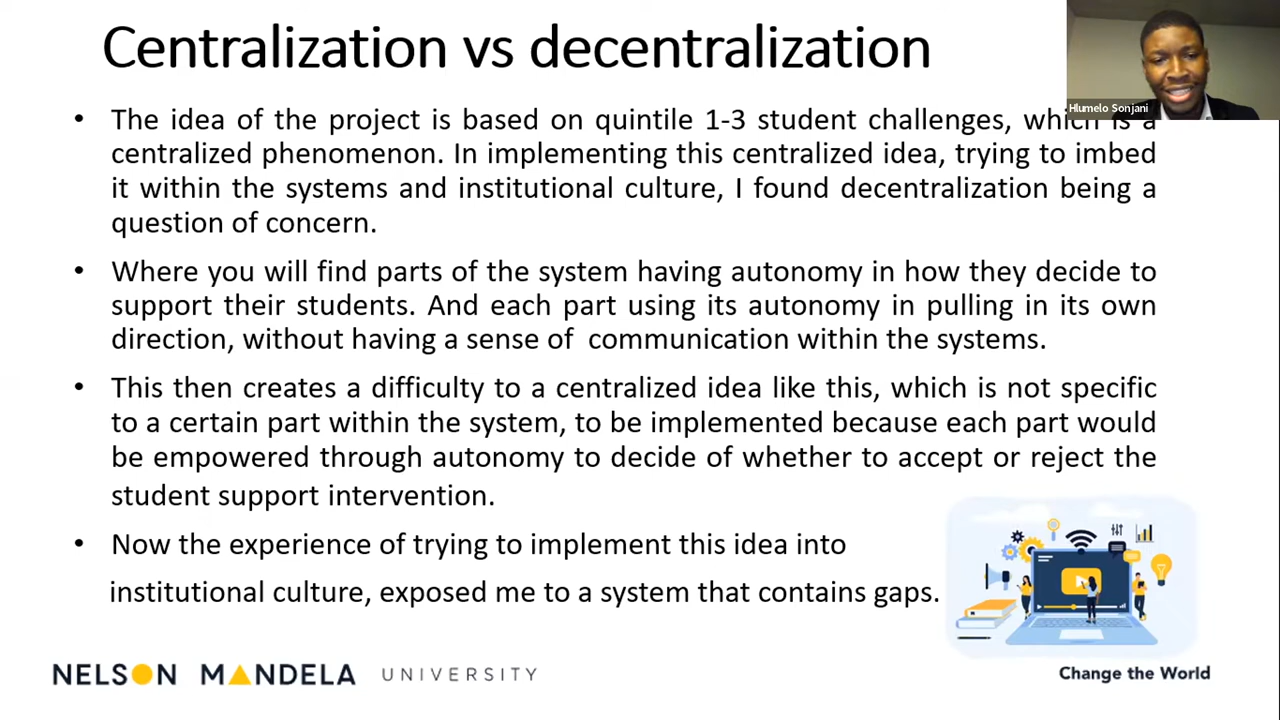 Centralization vs decentralization
Hlumelo Sonjani
• The idea of the project is based on quintile 1-3 student challenges, which is a
centralized phenomenon. In implementing this centralized idea, trying to imbed
it within the systems and institutional culture, I found decentralization being a
question of concern.
• Where you will find parts of the system having autonomy in how they decide to
support their students. And each part using its autonomy in pulling in its own
direction, without having a sense of communication within the systems.
• This then creates a difficulty to a centralized idea like this, which is not specific
to a certain part within the system, to be implemented because each part would
be empowered through autonomy to decide of whether to accept or reject the
student support intervention.
• Now the experience of trying to implement this idea into
institutional culture, exposed me to a system that contains gaps.
NELSON MANDELA UNIVERSITY
Change the World